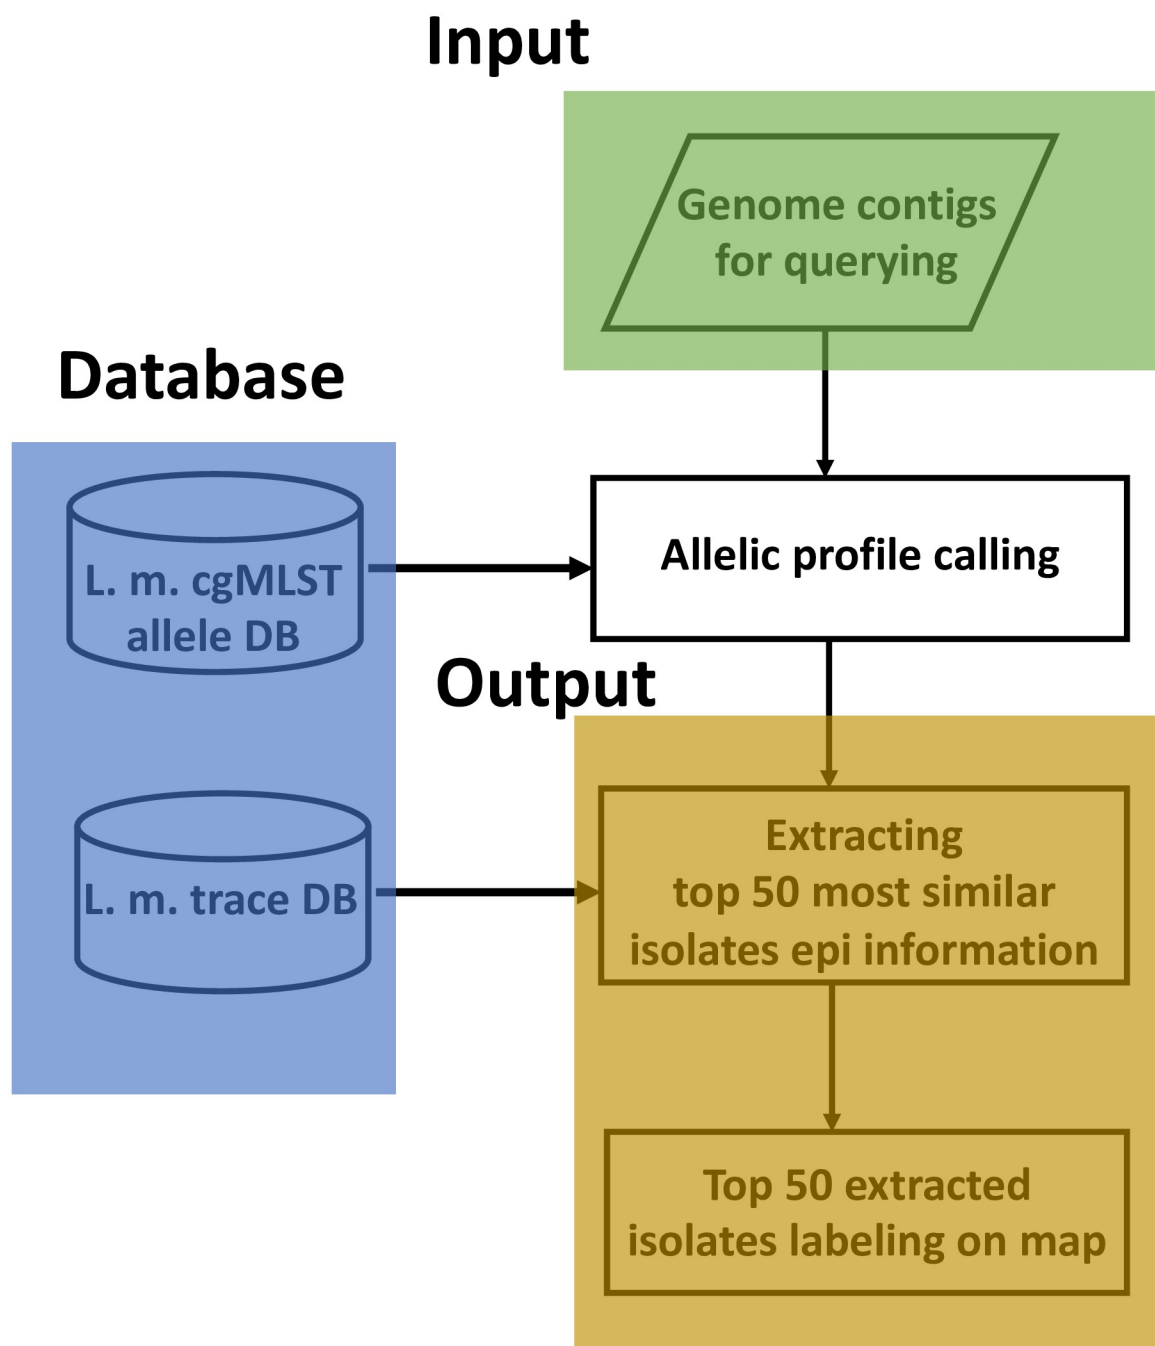 Input
Genome contigs
for querying
Database
L. m. cgMLST
allele DB
Allelic profile calling
Output
L. m. trace DB
Extracting
top 50 most similar
isolates epi information
Top 50 extracted
isolates labeling on map